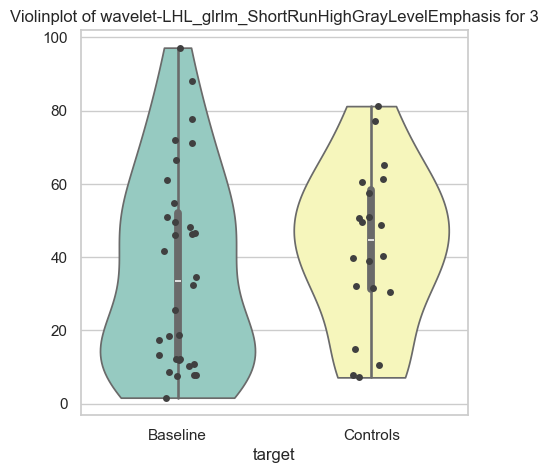 Violinplot of wavelet-LHL_glrlm_ShortRunHighGrayLevelEmphasis for 3
100
80
60
40
20
0
Baseline Controls
target